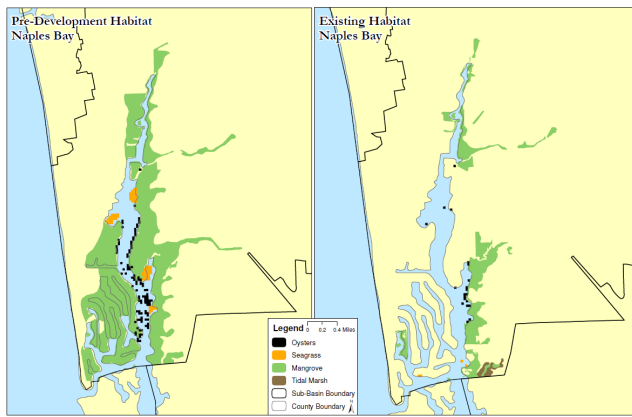 Pre-Development Habitat
Naples Bay
Existing Habitat
Naples Bay
Legend
0 0.2 0.4 Miles
Oysters
Seagrass
Mangrove
Tidal Marsh
Sub-Basin Boundary
County Boundary
N